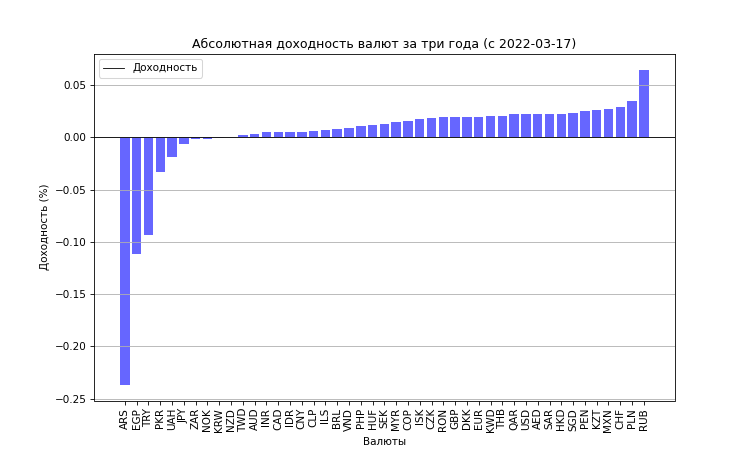 Абсолютная доходность валют за три года (с 2022-03-17)
Доходность
0.05
0.00
−0.05
−0.10
−0.15
−0.20
−0.25
Доходность (%)
ARS
EGP
TRY
PKR
UAH
JPY
ZAR
NOK
KRW
NZD
TWD
AUD
INR
CAD
IDR
CNY
CLP
ILS
BRL
VND
PHP
HUF
SEK
MYR
COP
ISK
CZK
RON
GBP
DKK
EUR
KWD
THB
QAR
USD
AED
SAR
HKD
SGD
PEN
KZT
MXN
CHF
PLN
RUB
Валюты